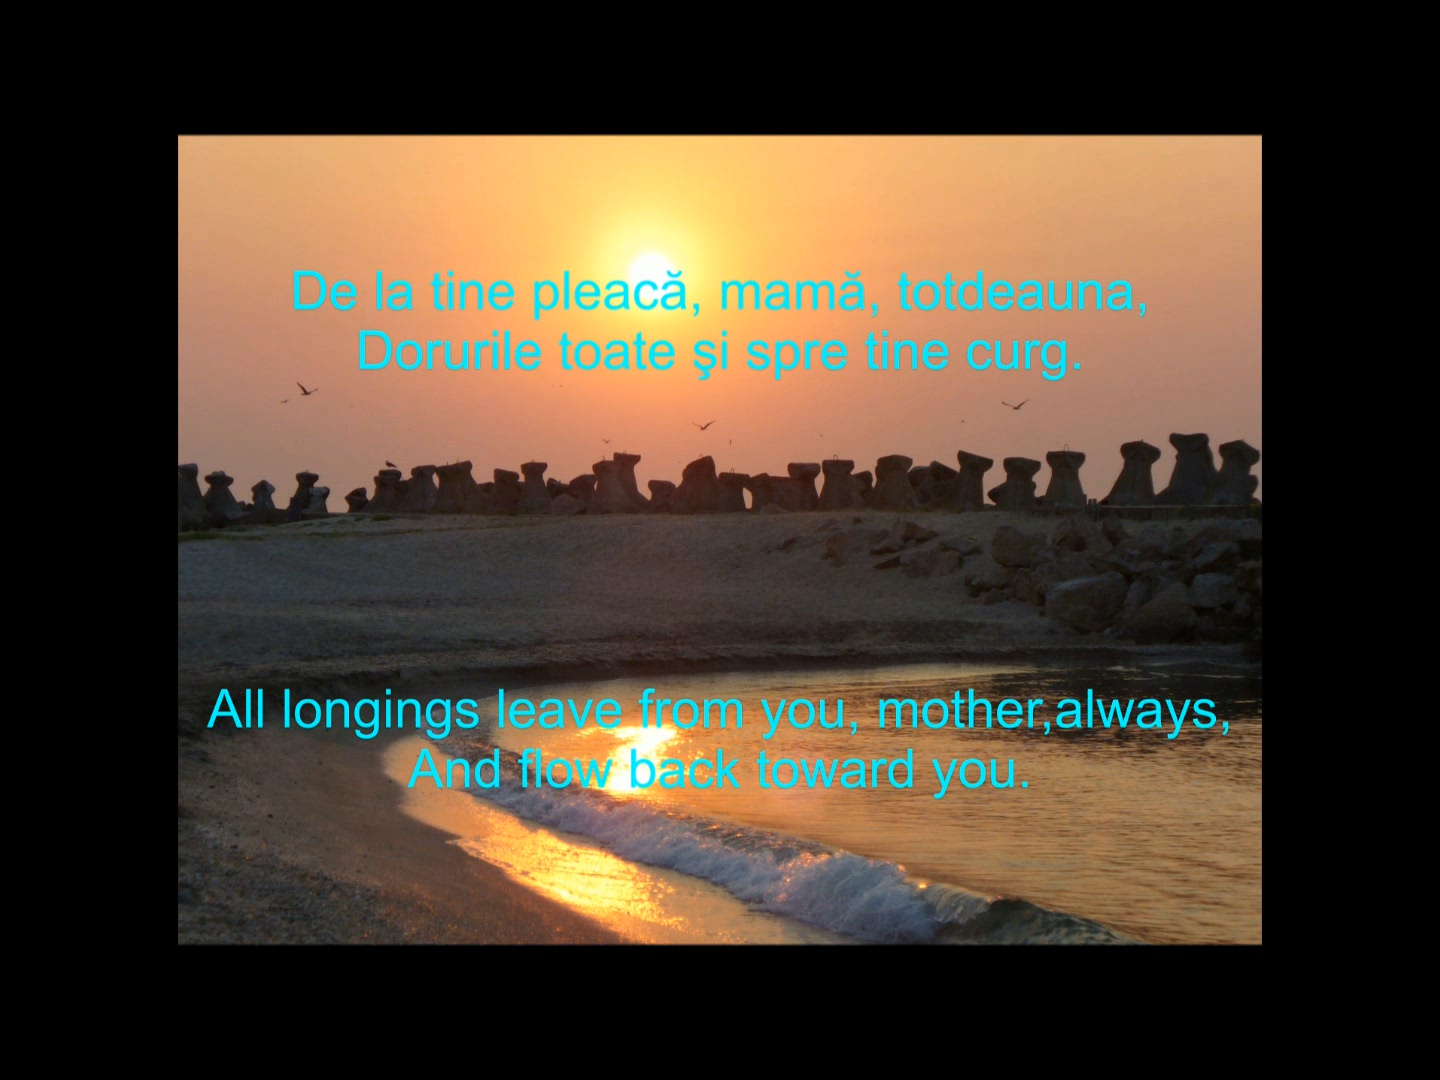 De la tine pleacă, mamă, totdeauna,
Dorurile toate şi spre tine curg.
All longings leave from you, mother,always,
And flow back toward you.